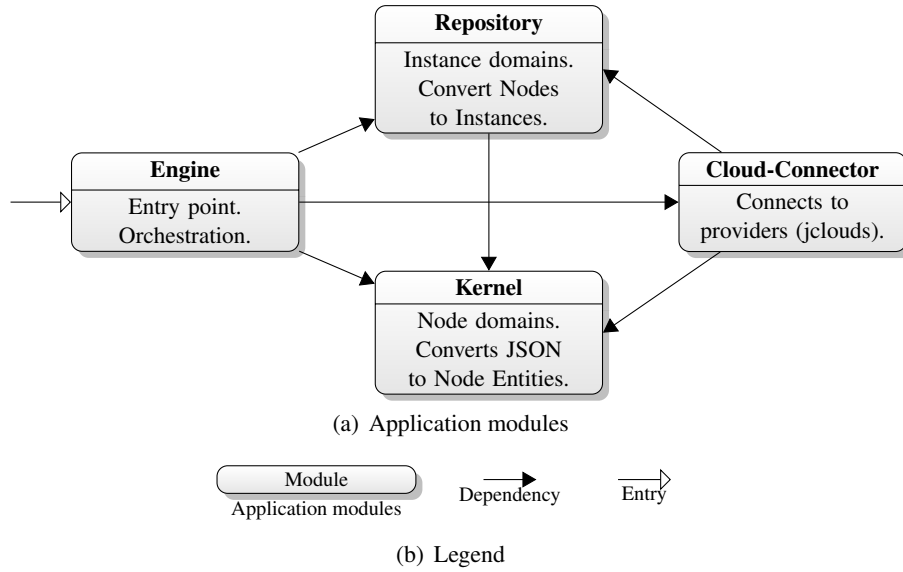 Repository
Instance domains.
Convert Nodes
to Instances.
Engine
Entry point.
Orchestration.
Cloud-Connector
Connects to
providers (jclouds).
Kernel
Node domains.
Converts JSON
to Node Entities.
(a) Application modules
Module
Application modules
Dependency
Entry
(b) Legend